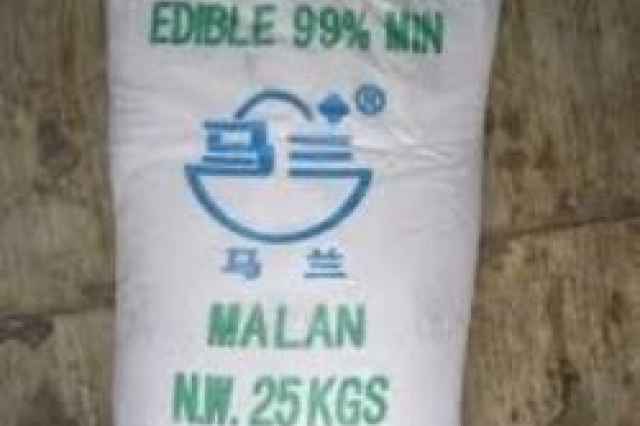 EDIBLE 99% MIN
马兰®
马兰
MALAN
N.W. 25KGS